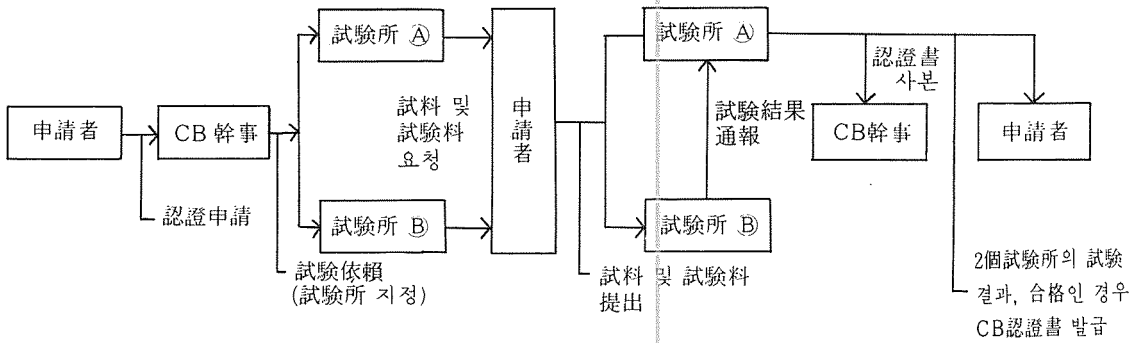 申請者
認證申請
CB 幹事
試驗依賴
(試驗所 지정)
試驗所 Ⓐ
試驗所 Ⓑ
試料 및
試驗料
요청
申請者
試料 및 試驗料
提出
試驗所 Ⓐ
試驗結果
通報
試驗所 Ⓑ
認證書
사본
CB幹事
申請者
2個試驗所의 試驗
결과, 合格인 경우
CB認證書 발급